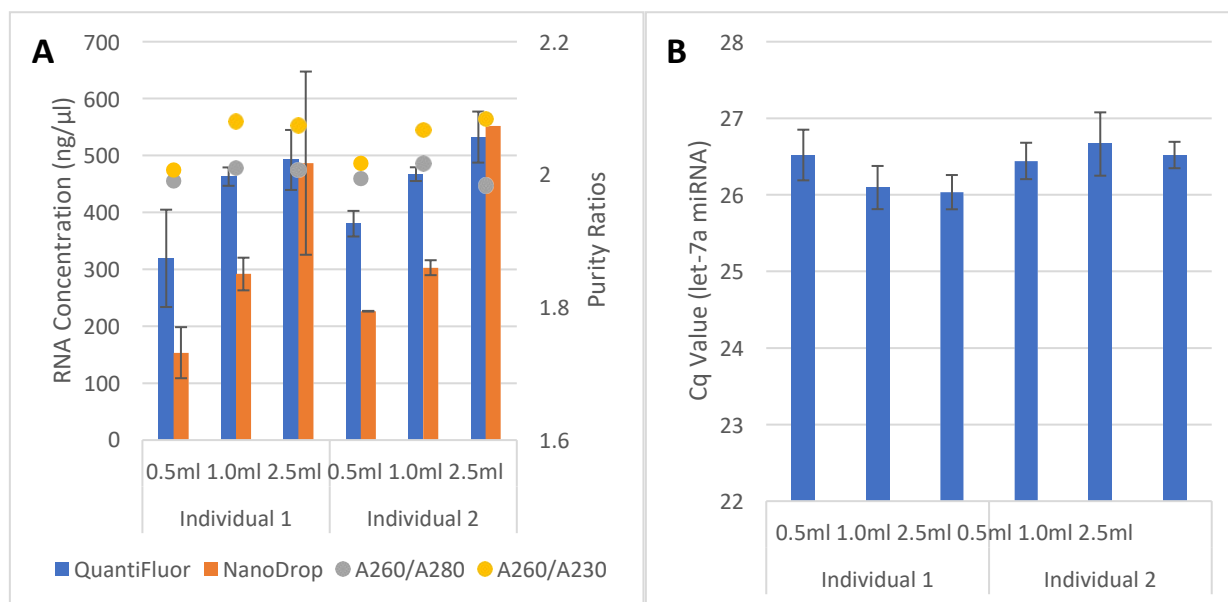 A
700
600
500
400
300
200
100
0
RNA Concentration (ng/µl)
2.2
2
1.8
1.6
Purity Ratios
0.5ml 1.0ml 2.5ml 0.5ml 1.0ml 2.5ml
Individual 1 Individual 2
QuantiFluor NanoDrop A260/A280 A260/A230
B
28
27
26
25
24
23
22
Cq Value (let-7a miRNA)
0.5ml 1.0ml 2.5ml 0.5ml 1.0ml 2.5ml
Individual 1 Individual 2